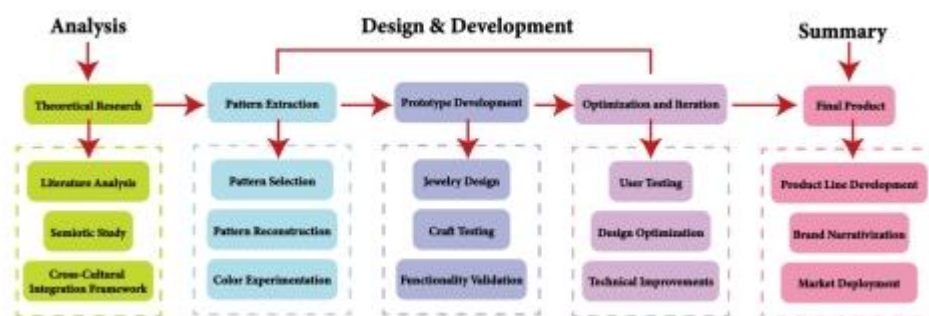 Analysis
Design & Development
Summary
Theoretical Research
Pattern Extraction
Prototype Development
Optimization and Iteration
Final Product
Literature Analysis
Semiotic Study
Cross-Cultural
Integration Framework
Pattern Selection
Pattern Reconstruction
Color Experimentation
Jewelry Design
Craft Testing
Functionality Validation
User Testing
Design Optimization
Technical Improvements
Product Line Development
Brand Narrativization
Market Deployment